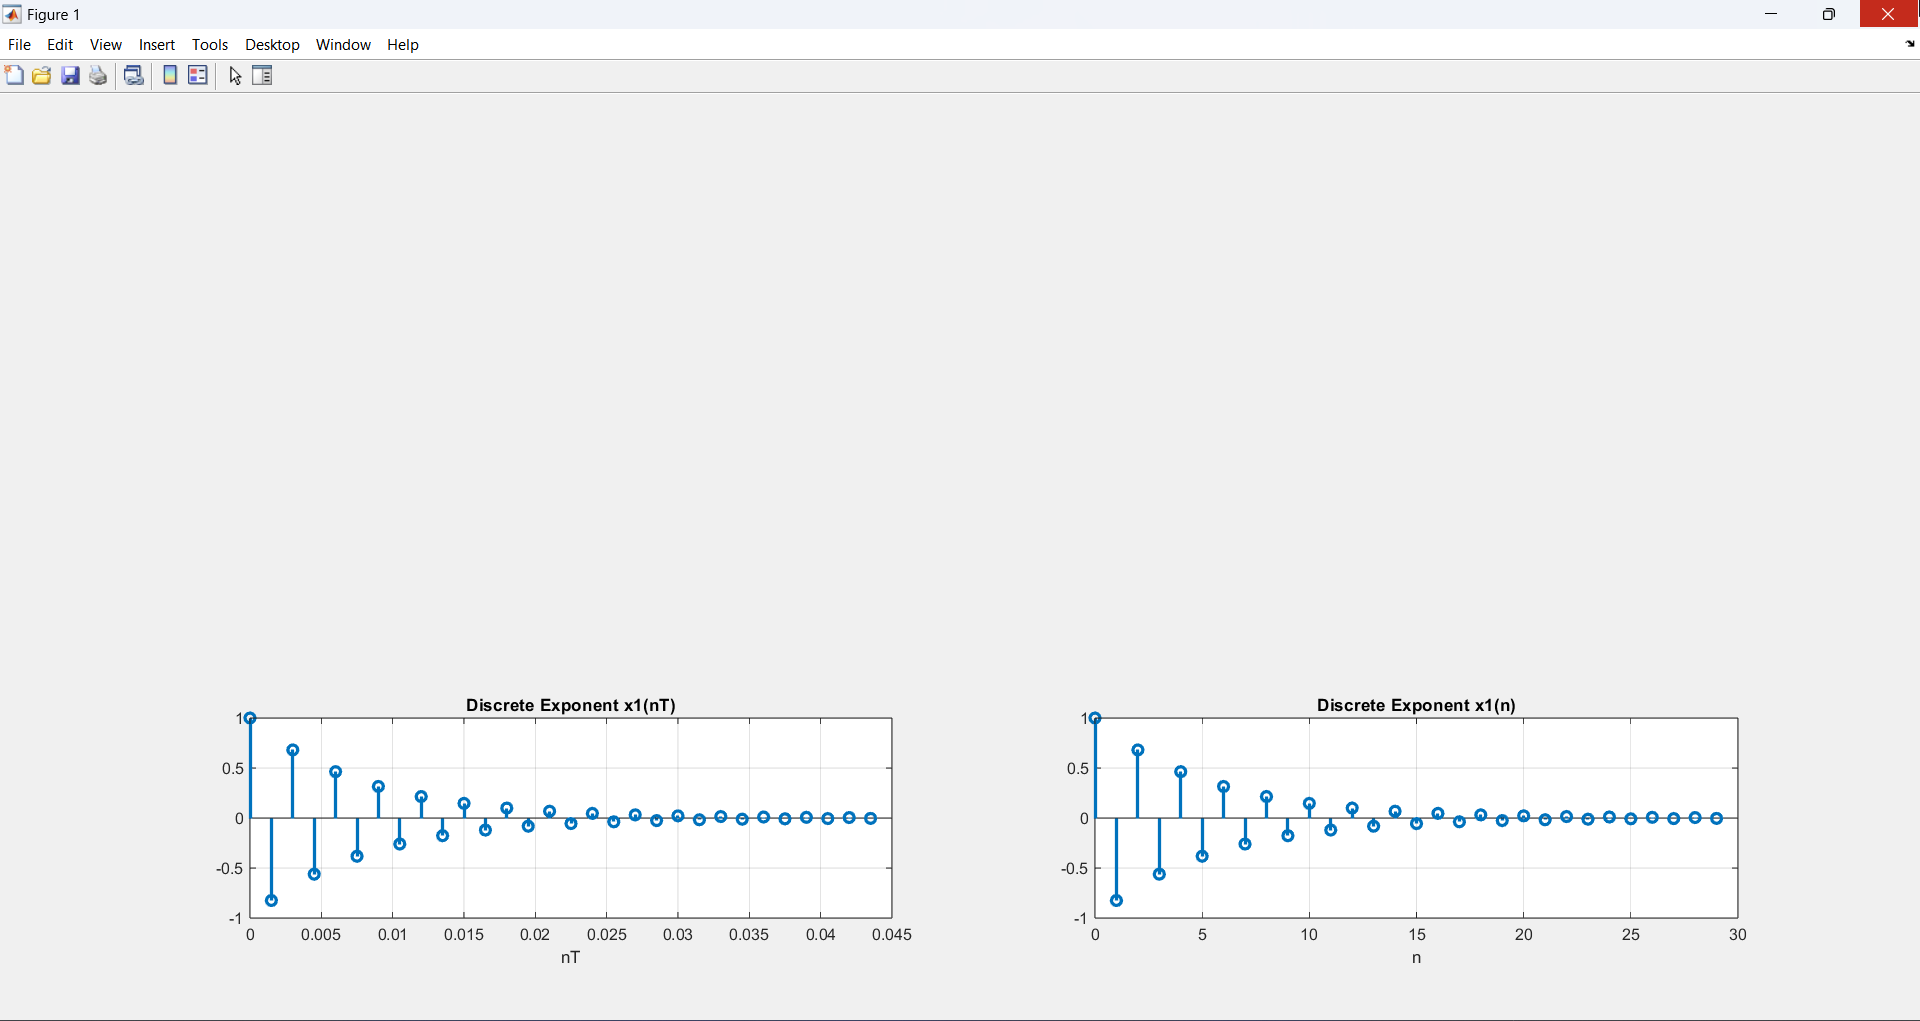 Figure 1
File Edit View Insert Tools Desktop Window Help
Discrete Exponent x1(nT)
1
0.5
0
-0.5
-1
0 0.005 0.01 0.015 0.02 0.025 0.03 0.035 0.04 0.045
nT
Discrete Exponent x1(n)
1
0.5
0
-0.5
-1
0 5 10 15 20 25 30
n